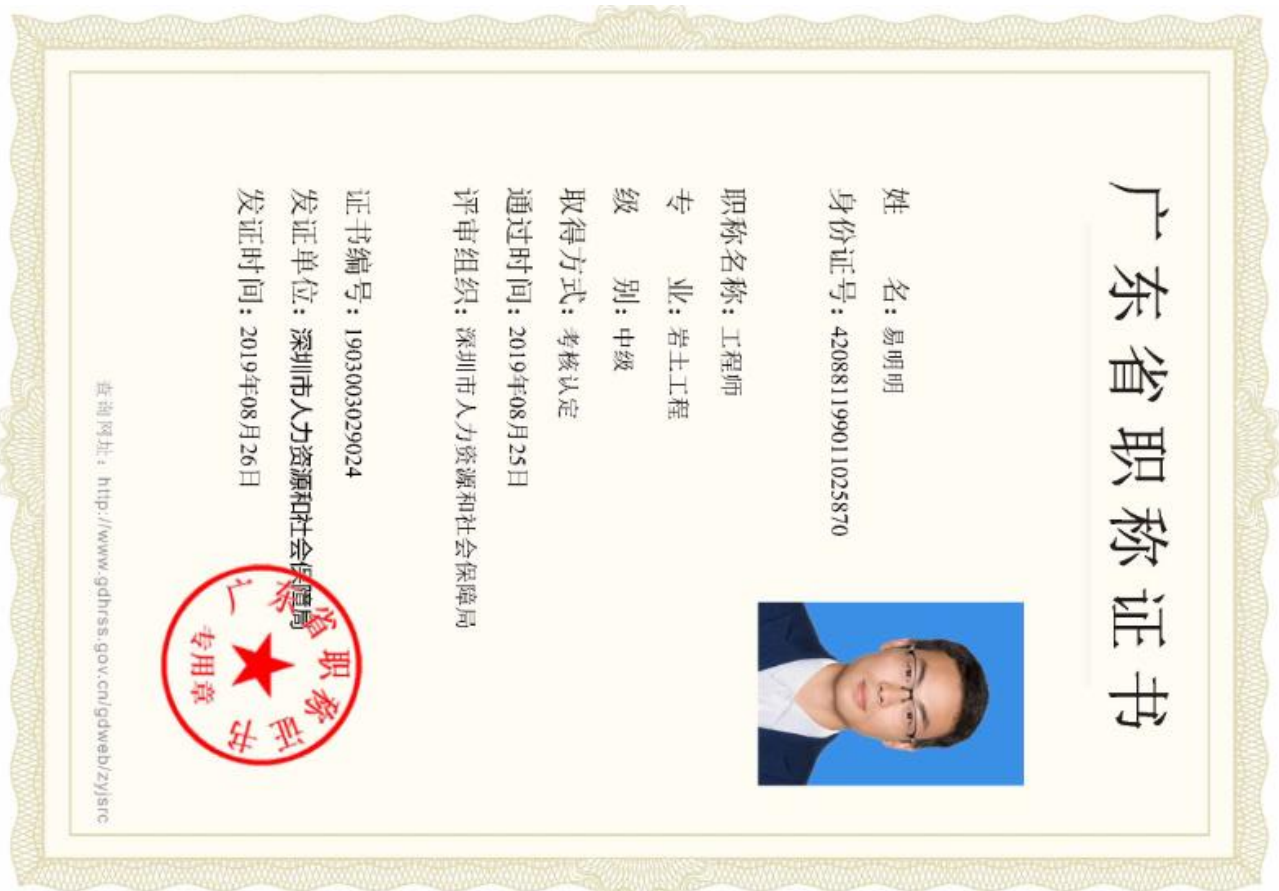 广东省职称证书
姓 名：易明明
身份证号：420881199011025870
职称名称：工程师
专 业：岩土工程
级 别：中级
取得方式：考核认定
通过时间：2019年08月25日
评审组织：深圳市人力资源和社会保障局
证书编号：1903003029024
发证单位：深圳市人力资源和社会保障局
发证时间：2019年08月26日
广东省职称证书
专用章
查询网址：http://www.gdhrss.gov.cn/gdweb/zyjsrc